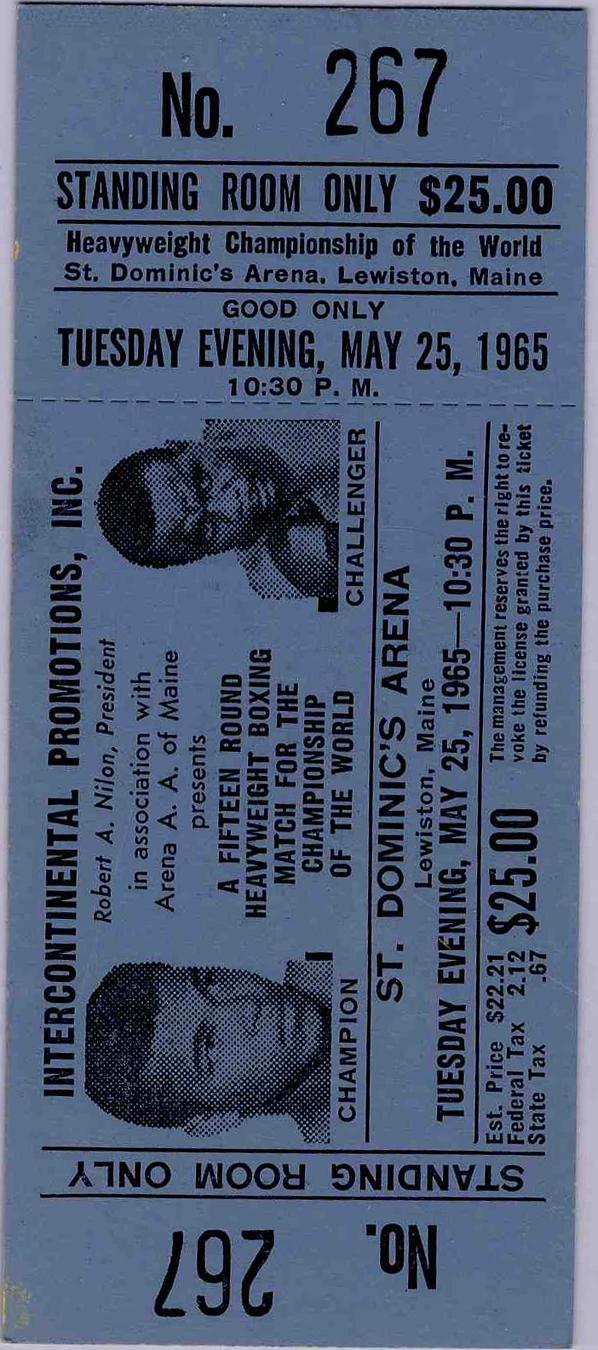 No. 267
STANDING ROOM ONLY $25.00
Heavyweight Championship of the World
St. Dominic's Arena, Lewiston, Maine
GOOD ONLY
TUESDAY EVENING, MAY 25, 1965
10:30 P. M.
INTERCONTINENTAL PROMOTIONS, INC.
Robert A. Nilon, President
in association with
Arena A. A. of Maine
presents
A FIFTEEN ROUND
HEAVYWEIGHT BOXING
MATCH FOR THE
CHAMPIONSHIP
OF THE WORLD
CHAMPION
CHALLENGER
ST. DOMINIC'S ARENA
Lewiston, Maine
TUESDAY EVENING, MAY 25, 1965—10:30 P. M.
Est. Price $22.21
Federal Tax 2.12
State Tax .67
$25.00
The management reserves the right to re-
voke the license granted by this ticket
by refunding the purchase price.
STANDING ROOM ONLY
No. 267